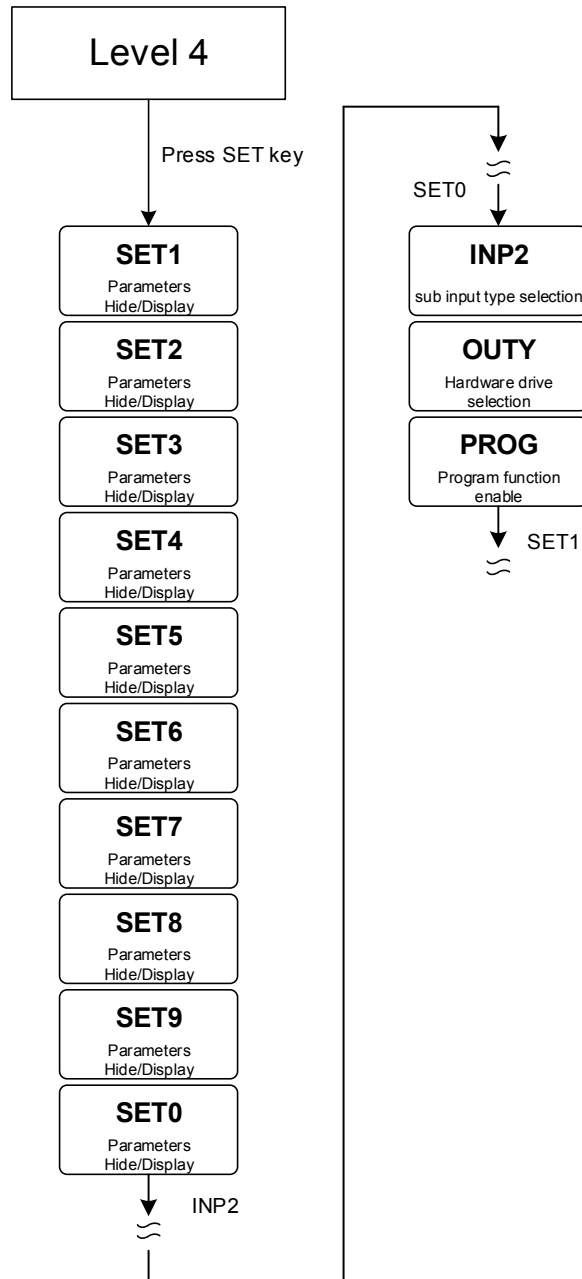 Level 4
Press SET key
SET1
Parameters
Hide/Display
SET2
Parameters
Hide/Display
SET3
Parameters
Hide/Display
SET4
Parameters
Hide/Display
SET5
Parameters
Hide/Display
SET6
Parameters
Hide/Display
SET7
Parameters
Hide/Display
SET8
Parameters
Hide/Display
SET9
Parameters
Hide/Display
SET0
Parameters
Hide/Display
INP2
SET0
INP2
sub input type selection
OUTY
Hardware drive
selection
PROG
Program function
enable
SET1